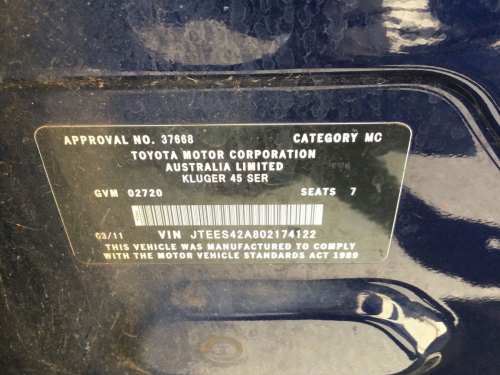 APPROVAL NO. 37668 CATEGORY MC
TOYOTA MOTOR CORPORATION
AUSTRALIA LIMITED
KLUGER 45 SER
GVM 02720 SEATS 7
03/11 VIN JTEES42A802174122
THIS VEHICLE WAS MANUFACTURED TO COMPLY
WITH THE MOTOR VEHICLE STANDARDS ACT 1989